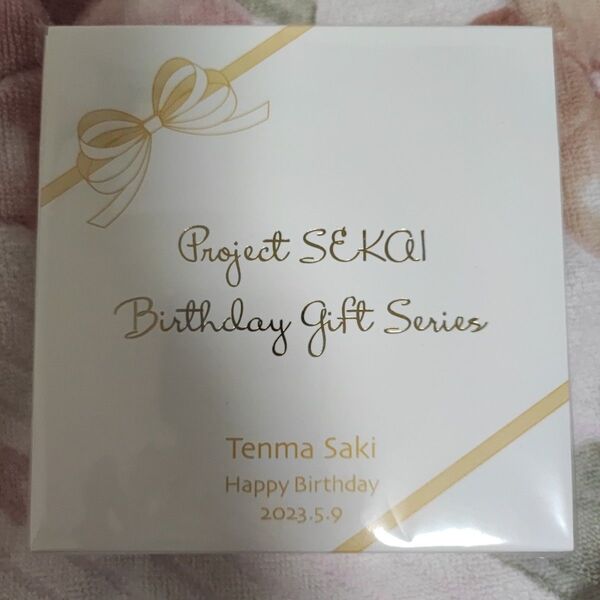 Project SEKAI
Birthday Gift Series
Tenma Saki
Happy Birthday
2023.5.9